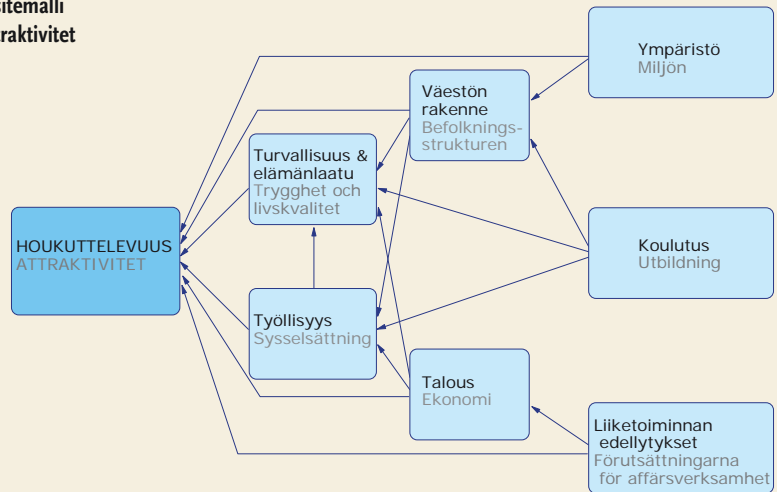 raktivitet
Ympäristö
Miljön
Väestön
rakenne
Befolknings-
strukturen
Turvallisuus &
elämänlaatu
Trygghet och
livskvalitet
HOUKUTTELEVUUS
ATTRAKTIVITET
Koulutus
Utbildning
Työllisyys
Sysselsättning
Talous
Ekonomi
Liiketoiminnan
edellytykset
Förutsättningarna
för affärsverksamhet